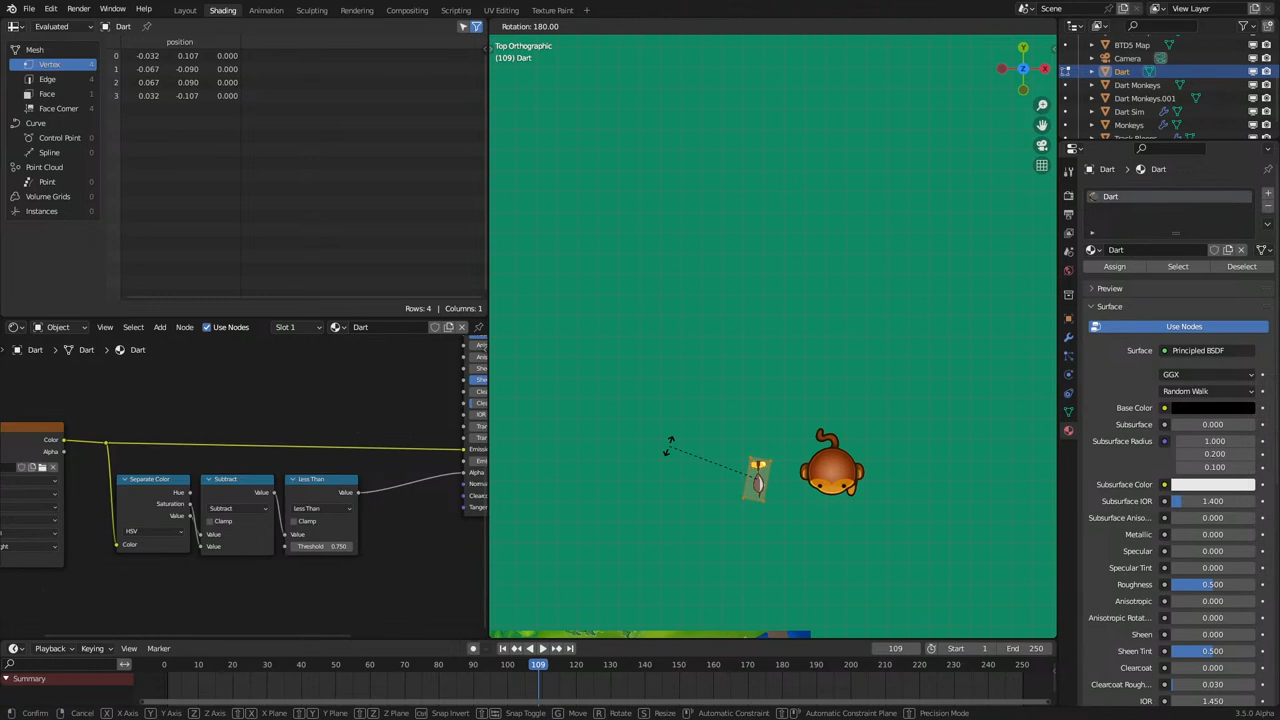 File Edit Render Window Help Layout Shading Animation Sculpting Rendering Compositing Scripting UV Editing Texture Paint + Scene View Layer
Evaluated Dart
Rotation: 180.00
Mesh position
Vertex 4 0 -0.032 0.107 0.000
Edge 4 1 -0.067 -0.090 0.000
Face 1 2 0.067 -0.090 0.000
Face Corner 4 3 0.032 -0.107 0.000
Curve
Control Point 0
Spline 0
Point Cloud
Point 0
Volume Grids 0
Instances 0
Rows: 4 Columns: 1
Top Orthographic
(109) Dart
Y
Z
X
BTD5 Map
Camera
Dart
Dart Monkeys
Dart Monkeys.001
Dart Sim
Monkeys
Dart Dart
Dart
Dart
Assign Select Deselect
Preview
Surface
Use Nodes
Surface Principled BSDF
GGX
Random Walk
Base Color
Subsurface 0.000
Subsurface Radius 1.000
0.200
0.100
Subsurface Color
Subsurface IOR 1.400
Subsurface Aniso... 0.000
Metallic 0.000
Specular 0.000
Specular Tint 0.000
Roughness 0.500
Anisotropic 0.000
Anisotropic Rotat... 0.000
Sheen 0.000
Sheen Tint 0.500
Clearcoat 0.000
Clearcoat Rough... 0.030
IOR 1.450
Object View Select Add Node Use Nodes Slot 1 Dart
Dart Dart Dart
Color
Alpha
Separate Color
Hue
Saturation
Value
HSV
Color
Subtract
Value
Subtract
Clamp
Value
Value
Less Than
Value
Less Than
Clamp
Value
Threshold 0.750
IOR
Alpha
Playback Keying View Marker 109 Start 1 End 250
0 10 20 30 40 50 60 70 80 90 100 109 120 130 140 150 160 170 180 190 200 210 220 230 240 250
Summary
Confirm Cancel X X Axis Y Y Axis Z Z Axis X X Plane Y Y Plane Z Z Plane Snap Invert Snap Toggle G Move R Rotate S Resize Automatic Constraint Automatic Constraint Plane Precision Mode
3.5.0 Alpha